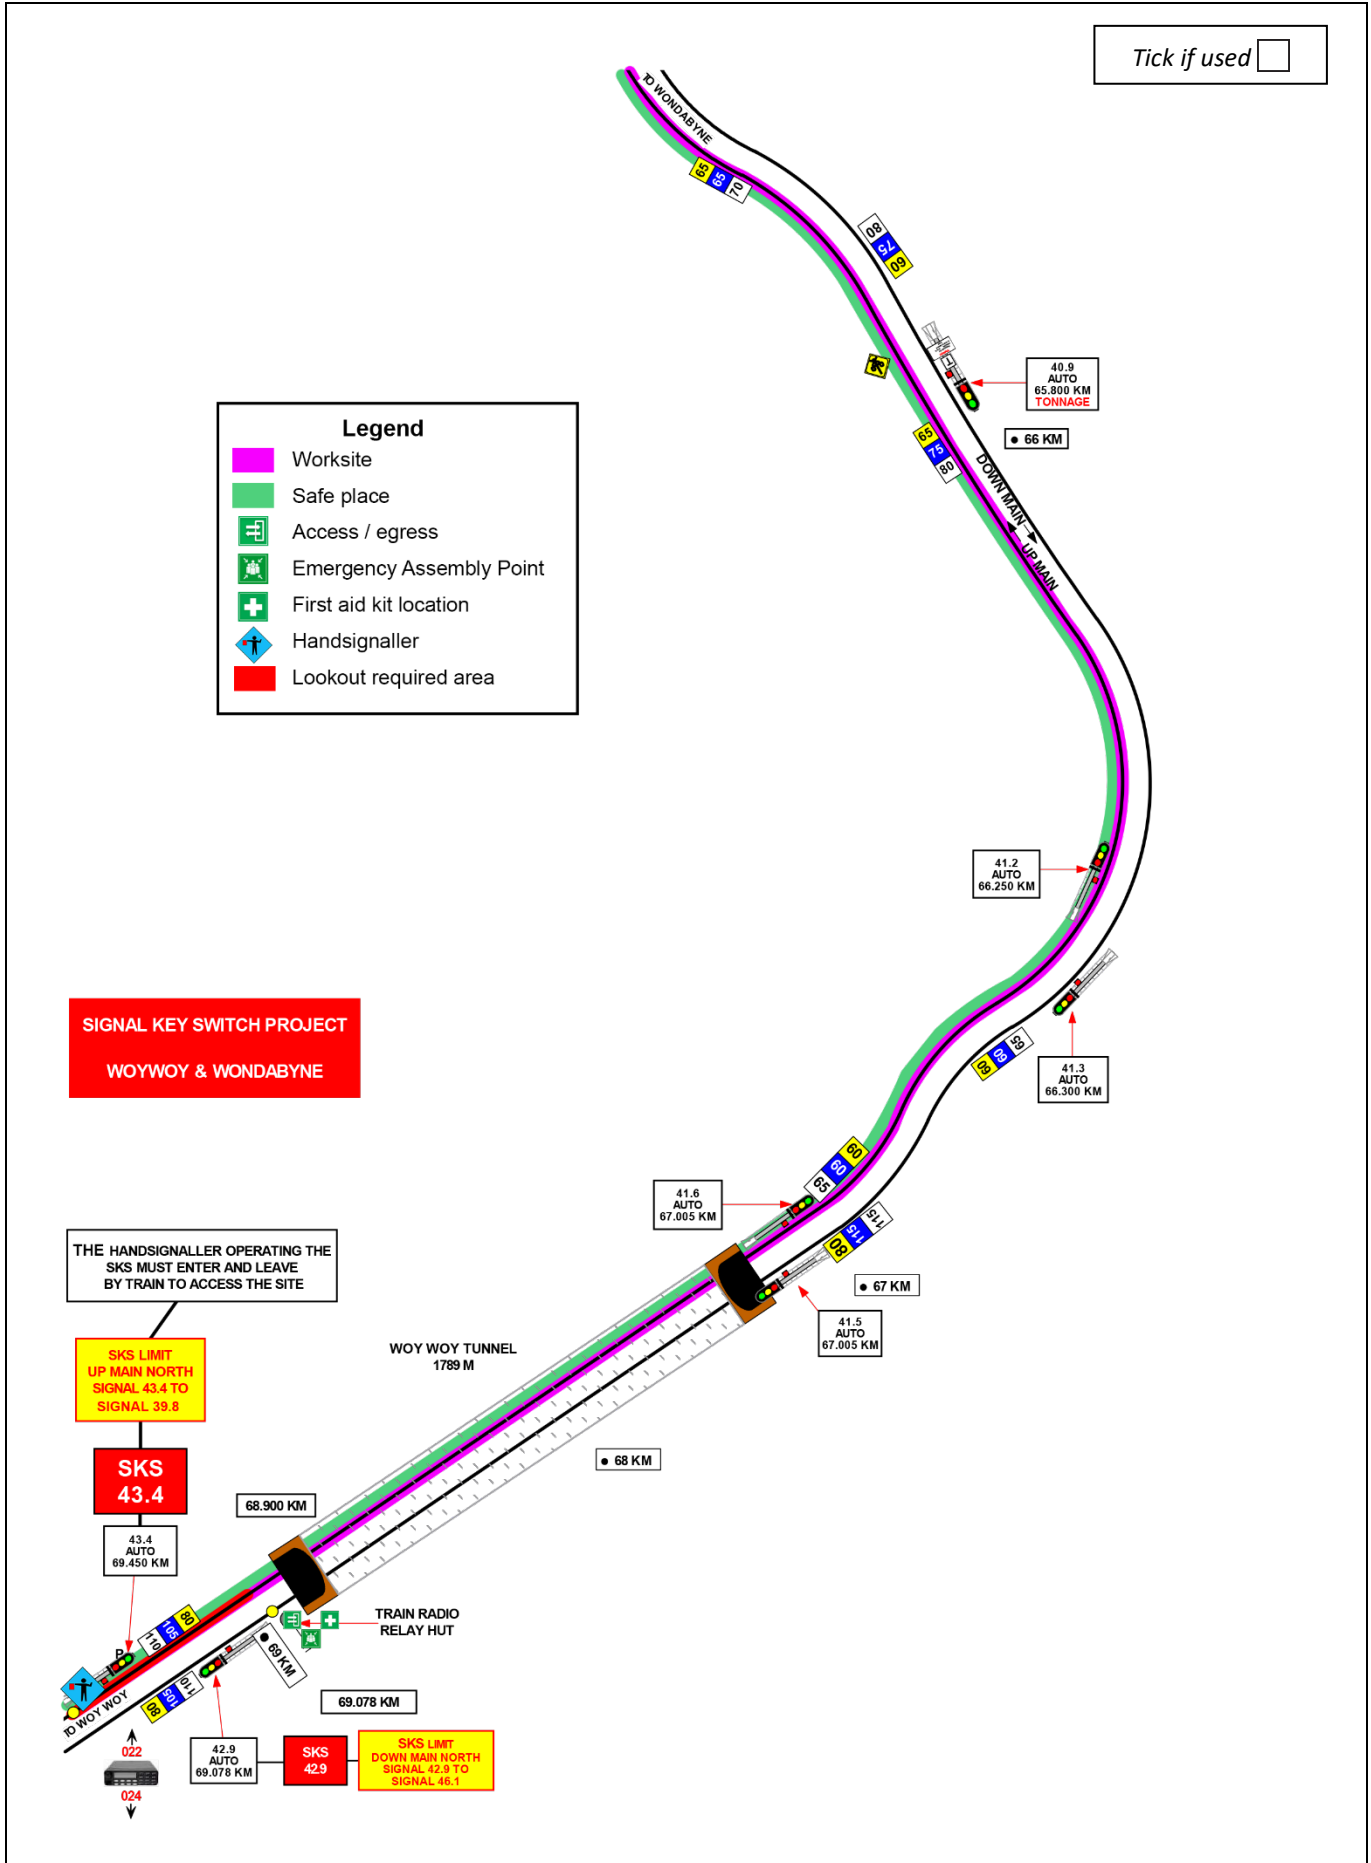 Tick if used
TO WONDABYNE
65 65 70
80 75 60
40.9
AUTO
65.800 KM
TONNAGE
66 KM
65 75 80
DOWN MAIN
UP MAIN
Legend
Worksite
Safe place
Access / egress
Emergency Assembly Point
First aid kit location
Handsignaller
Lookout required area
41.2
AUTO
66.250 KM
SIGNAL KEY SWITCH PROJECT
WOYWOY & WONDABYNE
60 60 65
41.3
AUTO
66.300 KM
65 60 60
41.6
AUTO
67.005 KM
80 115 115
67 KM
41.5
AUTO
67.005 KM
THE HANDSIGNALLER OPERATING THE
SKS MUST ENTER AND LEAVE
BY TRAIN TO ACCESS THE SITE
WOY WOY TUNNEL
1789 M
SKS LIMIT
UP MAIN NORTH
SIGNAL 43.4 TO
SIGNAL 39.8
68 KM
SKS
43.4
68.900 KM
43.4
AUTO
69.450 KM
TRAIN RADIO
RELAY HUT
110 105 80
P
69 KM
80 105 110
69.078 KM
TO WOY WOY
022
024
42.9
AUTO
69.078 KM
SKS
42.9
SKS LIMIT
DOWN MAIN NORTH
SIGNAL 42.9 TO
SIGNAL 46.1